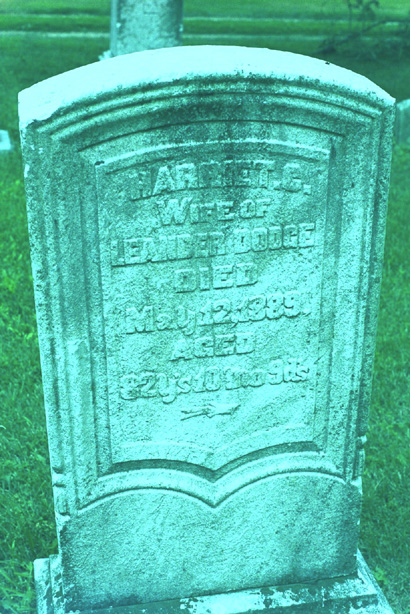 HARRIET. C.
WIFE OF
LEANDER DODGE
DIED
May 12, 1889.
AGED
82 ys 10 mo 9 ds